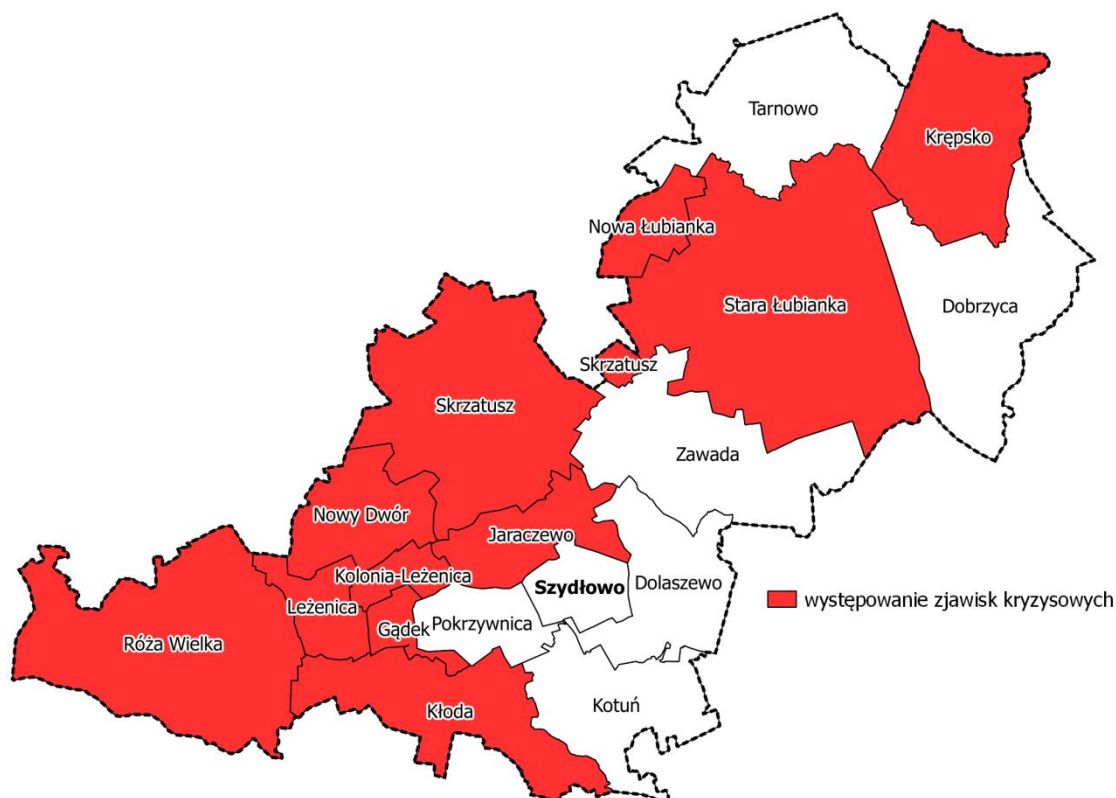 Tarnowo
Krępsko
Nowa Łubianka
Stara Łubianka
Dobrzyca
Skrzatusz
Skrzatusz
Zawada
Nowy Dwór
Jaraczewo
Kolonia-Leżenica
Szydłowo
Dolaszewo
Leżenica
występowanie zjawisk kryzysowych
Pokrzywnica
Gądek
Róża Wielka
Kotuń
Kłoda